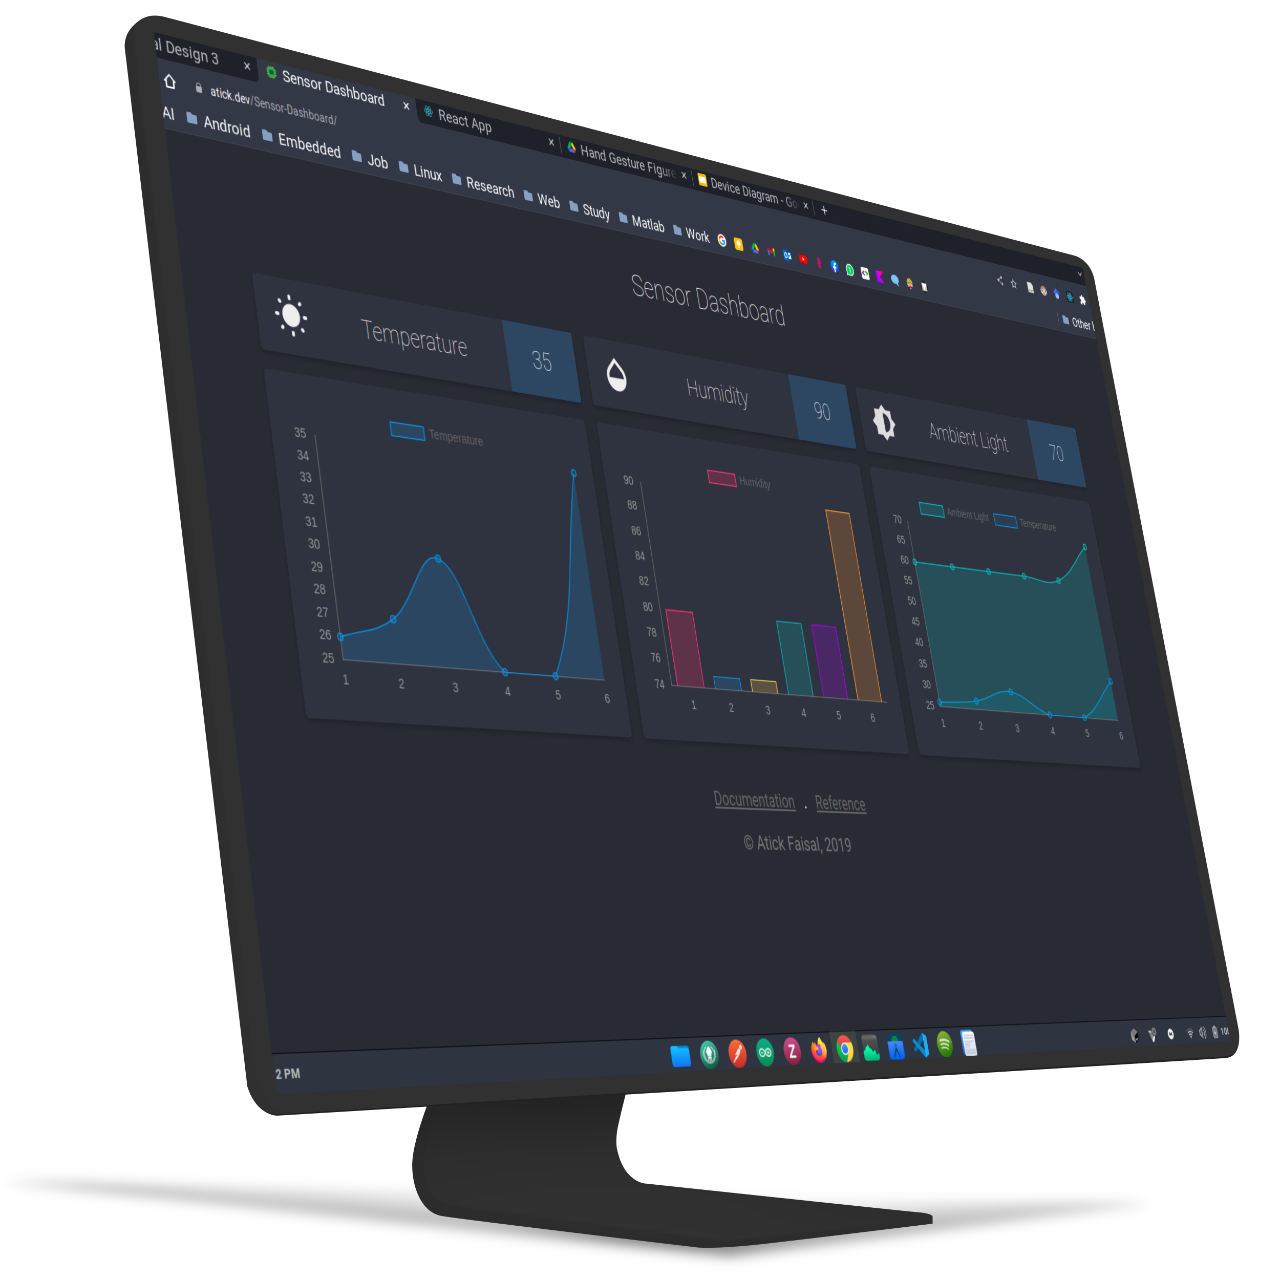 al Design 3 × Sensor Dashboard × React App × Hand Gesture Figure × Device Diagram - Go × +
atick.dev/Sensor-Dashboard/
AI Android Embedded Job Linux Research Web Study Matlab Work
Other
Sensor Dashboard
Temperature 35
Humidity 90
Ambient Light 70
Temperature
35
34
33
32
31
30
29
28
27
26
25
1 2 3 4 5 6
Humidity
90
88
86
84
82
80
78
76
74
1 2 3 4 5 6
Ambient Light Temperature
70
65
60
55
50
45
40
35
30
25
1 2 3 4 5 6
Documentation . Reference
© Atick Faisal, 2019
2 PM
Z